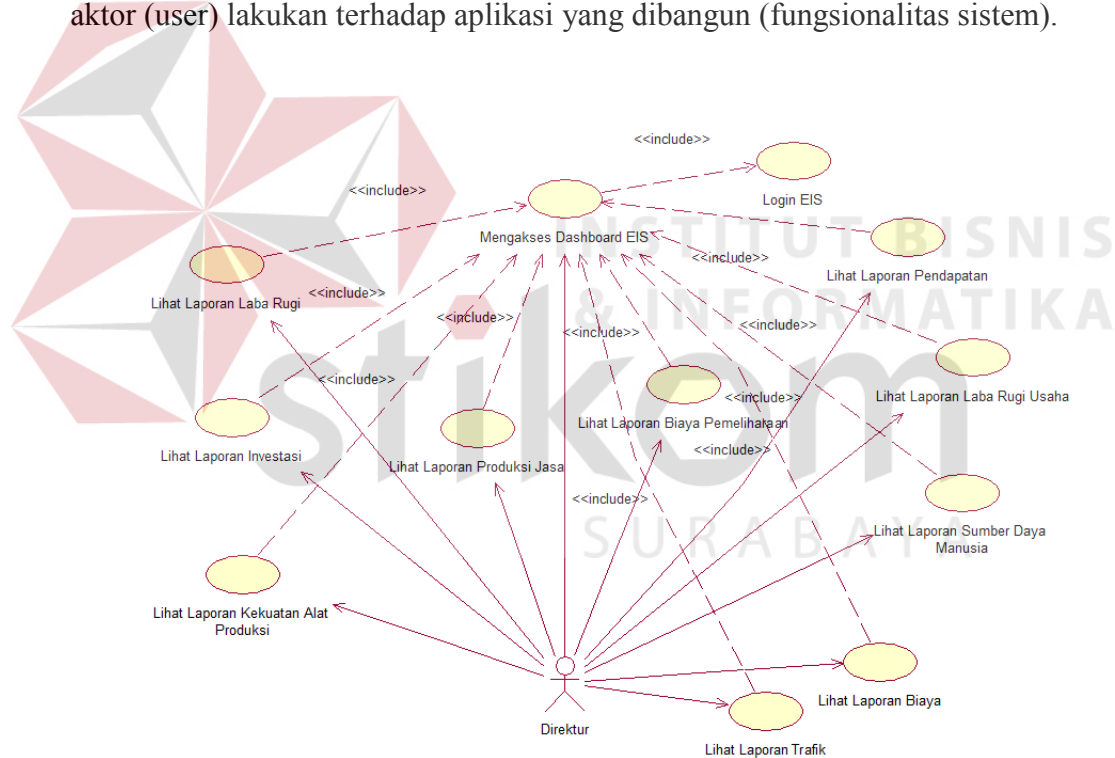 aktor (user) lakukan terhadap aplikasi yang dibangun (fungsionalitas sistem).
<<include>>
Login EIS
<<include>>
Mengakses Dashboard EIS
INSTITUT BISNIS
& INFORMATIKA
stikom
SURABAYA
<<include>>
Lihat Laporan Pendapatan
Lihat Laporan Laba Rugi
<<include>>
<<include>>
<<include>>
<<include>>
<<include>>
Lihat Laporan Laba Rugi Usaha
<<include>>
Lihat Laporan Biaya Pemeliharaan
Lihat Laporan Investasi
Lihat Laporan Produksi Jasa
<<include>>
<<include>>
Lihat Laporan Sumber Daya
Manusia
Lihat Laporan Kekuatan Alat
Produksi
Lihat Laporan Biaya
Direktur
Lihat Laporan Trafik
<<include>>